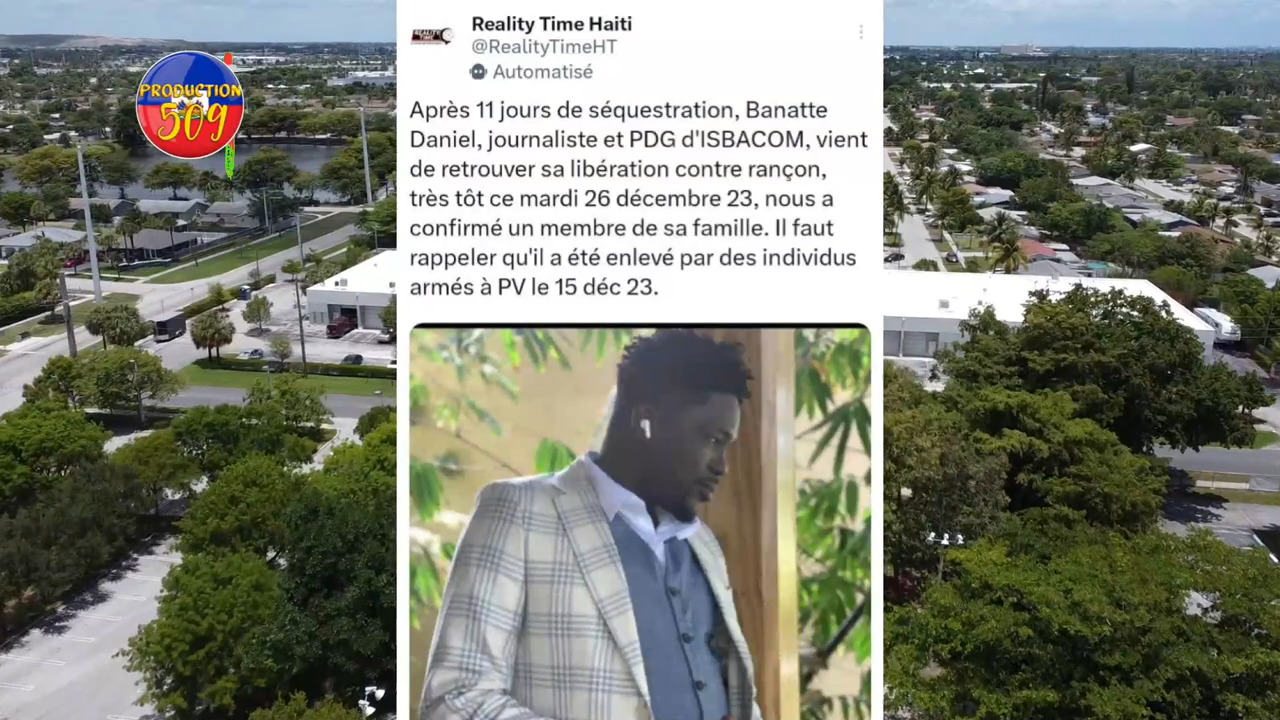 PRODUCTION
509
REALITY
TIME
Reality Time Haiti
@RealityTimeHT
Automatisé
Après 11 jours de séquestration, Banatte
Daniel, journaliste et PDG d'ISBACOM, vient
de retrouver sa libération contre rançon,
très tôt ce mardi 26 décembre 23, nous a
confirmé un membre de sa famille. Il faut
rappeler qu'il a été enlevé par des individus
armés à PV le 15 déc 23.